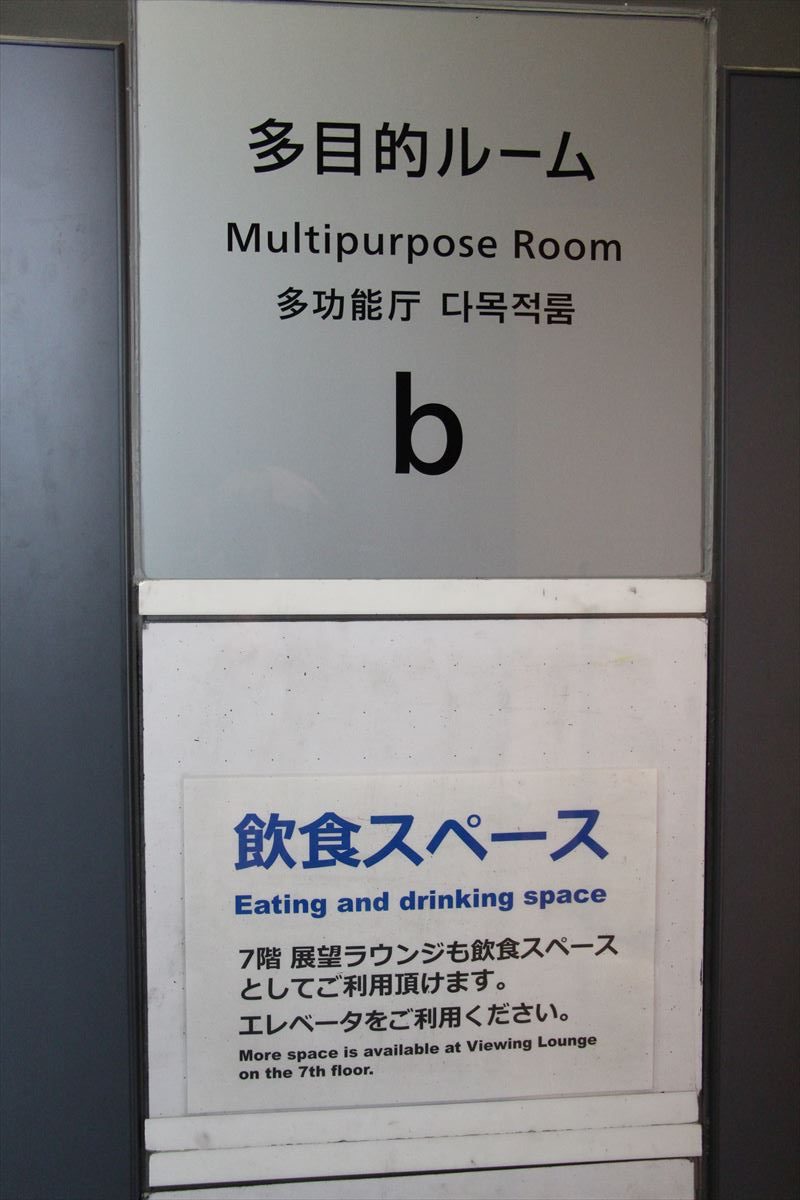 多目的ルーム
Multipurpose Room
多功能厅 다목적룸
b
飲食スペース
Eating and drinking space
7階 展望ラウンジも飲食スペース
としてご利用頂けます。
エレベータをご利用ください。
More space is available at Viewing Lounge
on the 7th floor.